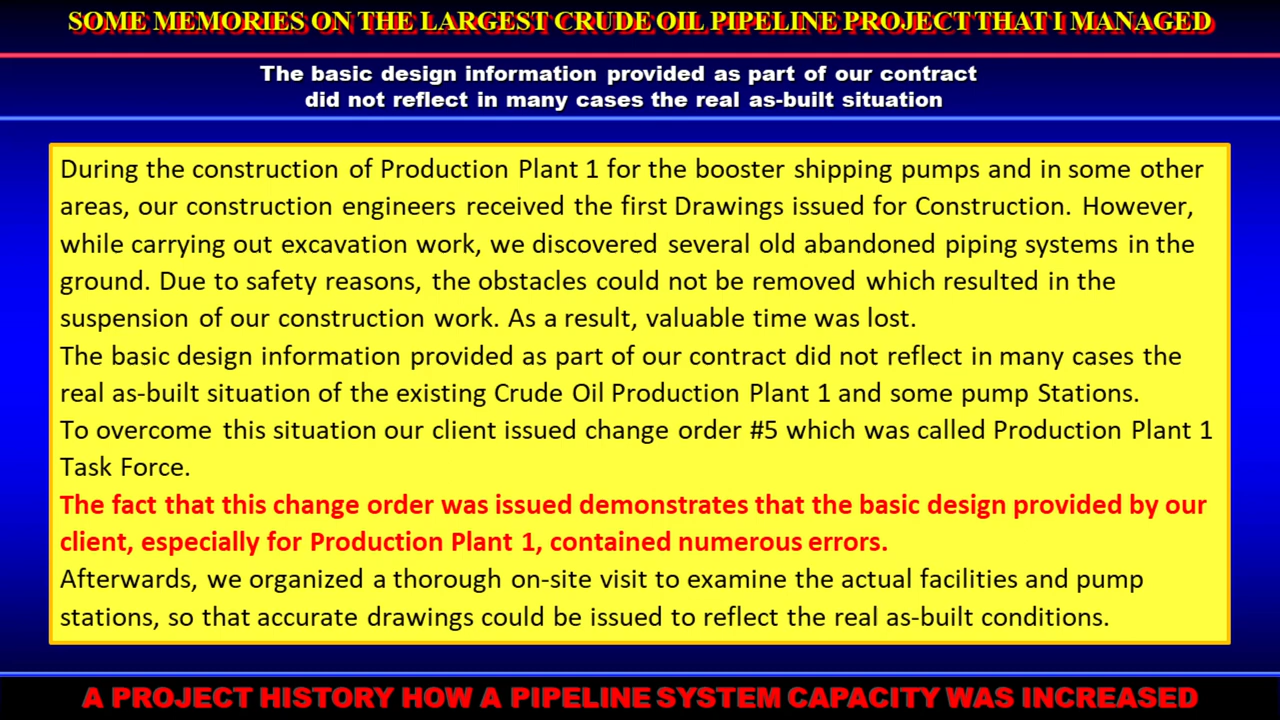 SOME MEMORIES ON THE LARGEST CRUDE OIL PIPELINE PROJECT THAT I MANAGED
The basic design information provided as part of our contract
did not reflect in many cases the real as-built situation
During the construction of Production Plant 1 for the booster shipping pumps and in some other
areas, our construction engineers received the first Drawings issued for Construction. However,
while carrying out excavation work, we discovered several old abandoned piping systems in the
ground. Due to safety reasons, the obstacles could not be removed which resulted in the
suspension of our construction work. As a result, valuable time was lost.
The basic design information provided as part of our contract did not reflect in many cases the
real as-built situation of the existing Crude Oil Production Plant 1 and some pump Stations.
To overcome this situation our client issued change order #5 which was called Production Plant 1
Task Force.
The fact that this change order was issued demonstrates that the basic design provided by our
client, especially for Production Plant 1, contained numerous errors.
Afterwards, we organized a thorough on-site visit to examine the actual facilities and pump
stations, so that accurate drawings could be issued to reflect the real as-built conditions.
A PROJECT HISTORY HOW A PIPELINE SYSTEM CAPACITY WAS INCREASED